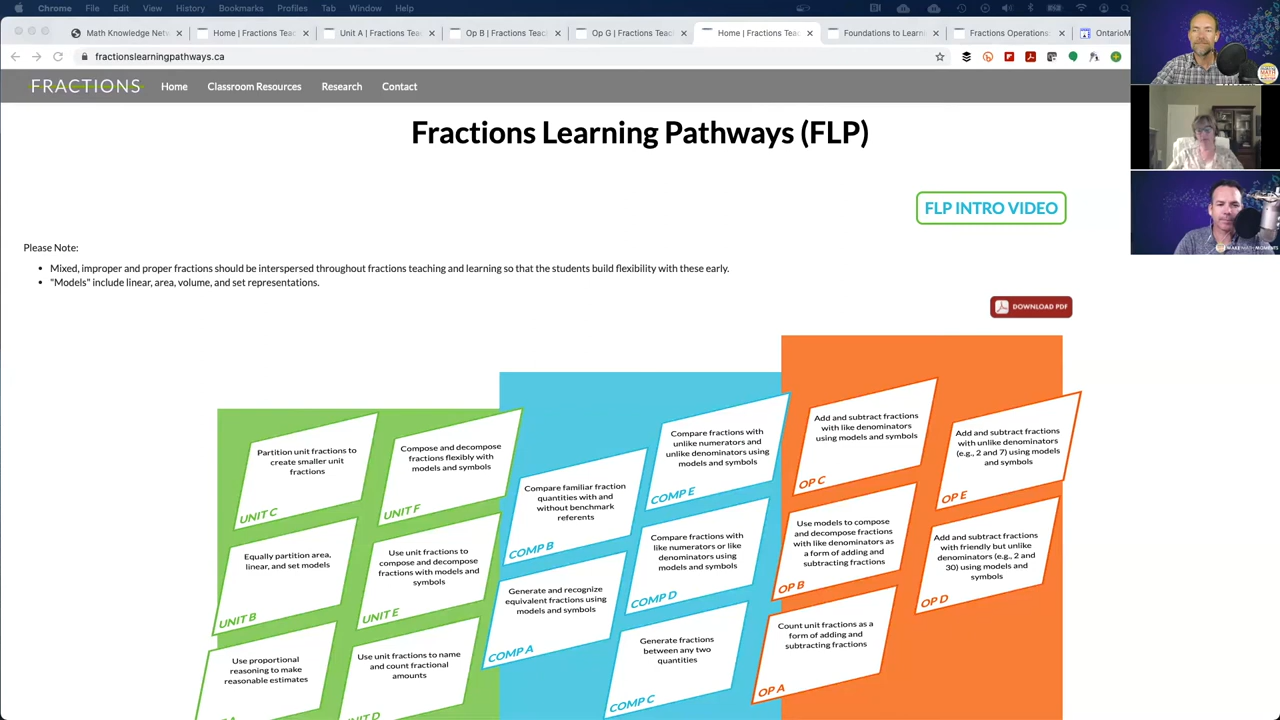 Chrome File Edit View History Bookmarks Profiles Tab Window Help
Math Knowledge Netw
Home | Fractions Teac
Unit A | Fractions Teac
Op B | Fractions Teac
Op G | Fractions Teac
Home | Fractions Teac
Foundations to Learni
Fractions Operations:
OntarioM
fractionslearningpathways.ca
FRACTIONS Home Classroom Resources Research Contact
Fractions Learning Pathways (FLP)
FLP INTRO VIDEO
Please Note:
Mixed, improper and proper fractions should be interspersed throughout fractions teaching and learning so that the students build flexibility with these early.
"Models" include linear, area, volume, and set representations.
DOWNLOAD PDF
Partition unit fractions to
create smaller unit
fractions
UNIT C
Compose and decompose
fractions flexibly with
models and symbols
UNIT F
Equally partition area,
linear, and set models
UNIT B
Use unit fractions to
compose and decompose
fractions with models and
symbols
UNIT E
Use proportional
reasoning to make
reasonable estimates
Use unit fractions to name
and count fractional
amounts
UNIT D
Compare familiar fraction
quantities with and
without benchmark
referents
COMP B
Compare fractions with
unlike numerators and
unlike denominators using
models and symbols
COMP E
Generate and recognize
equivalent fractions using
models and symbols
COMP A
Compare fractions with
like numerators or like
denominators using
models and symbols
COMP D
Generate fractions
between any two
quantities
COMP C
Add and subtract fractions
with like denominators
using models and symbols
OP C
Add and subtract fractions
with unlike denominators
(e.g., 2 and 7) using models
and symbols
OP E
Use models to compose
and decompose fractions
with like denominators as
a form of adding and
subtracting fractions
OP B
Add and subtract fractions
with friendly but unlike
denominators (e.g., 2 and
30) using models and
symbols
OP D
Count unit fractions as a
form of adding and
subtracting fractions
OP A
MAKE MATH MOMENTS